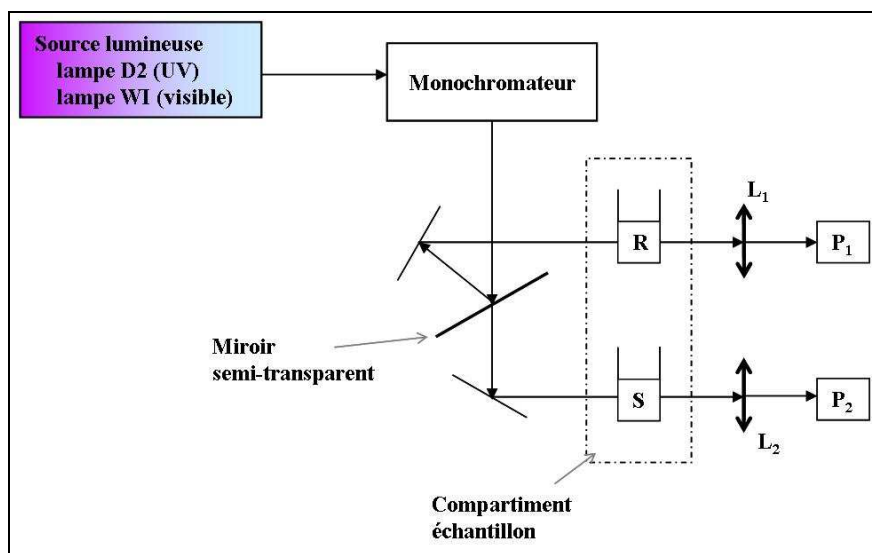 Source lumineuse
lampe D2 (UV)
lampe WI (visible)
Monochromateur
L1
R
P1
Miroir
semi-transparent
S
P2
L2
Compartiment
échantillon